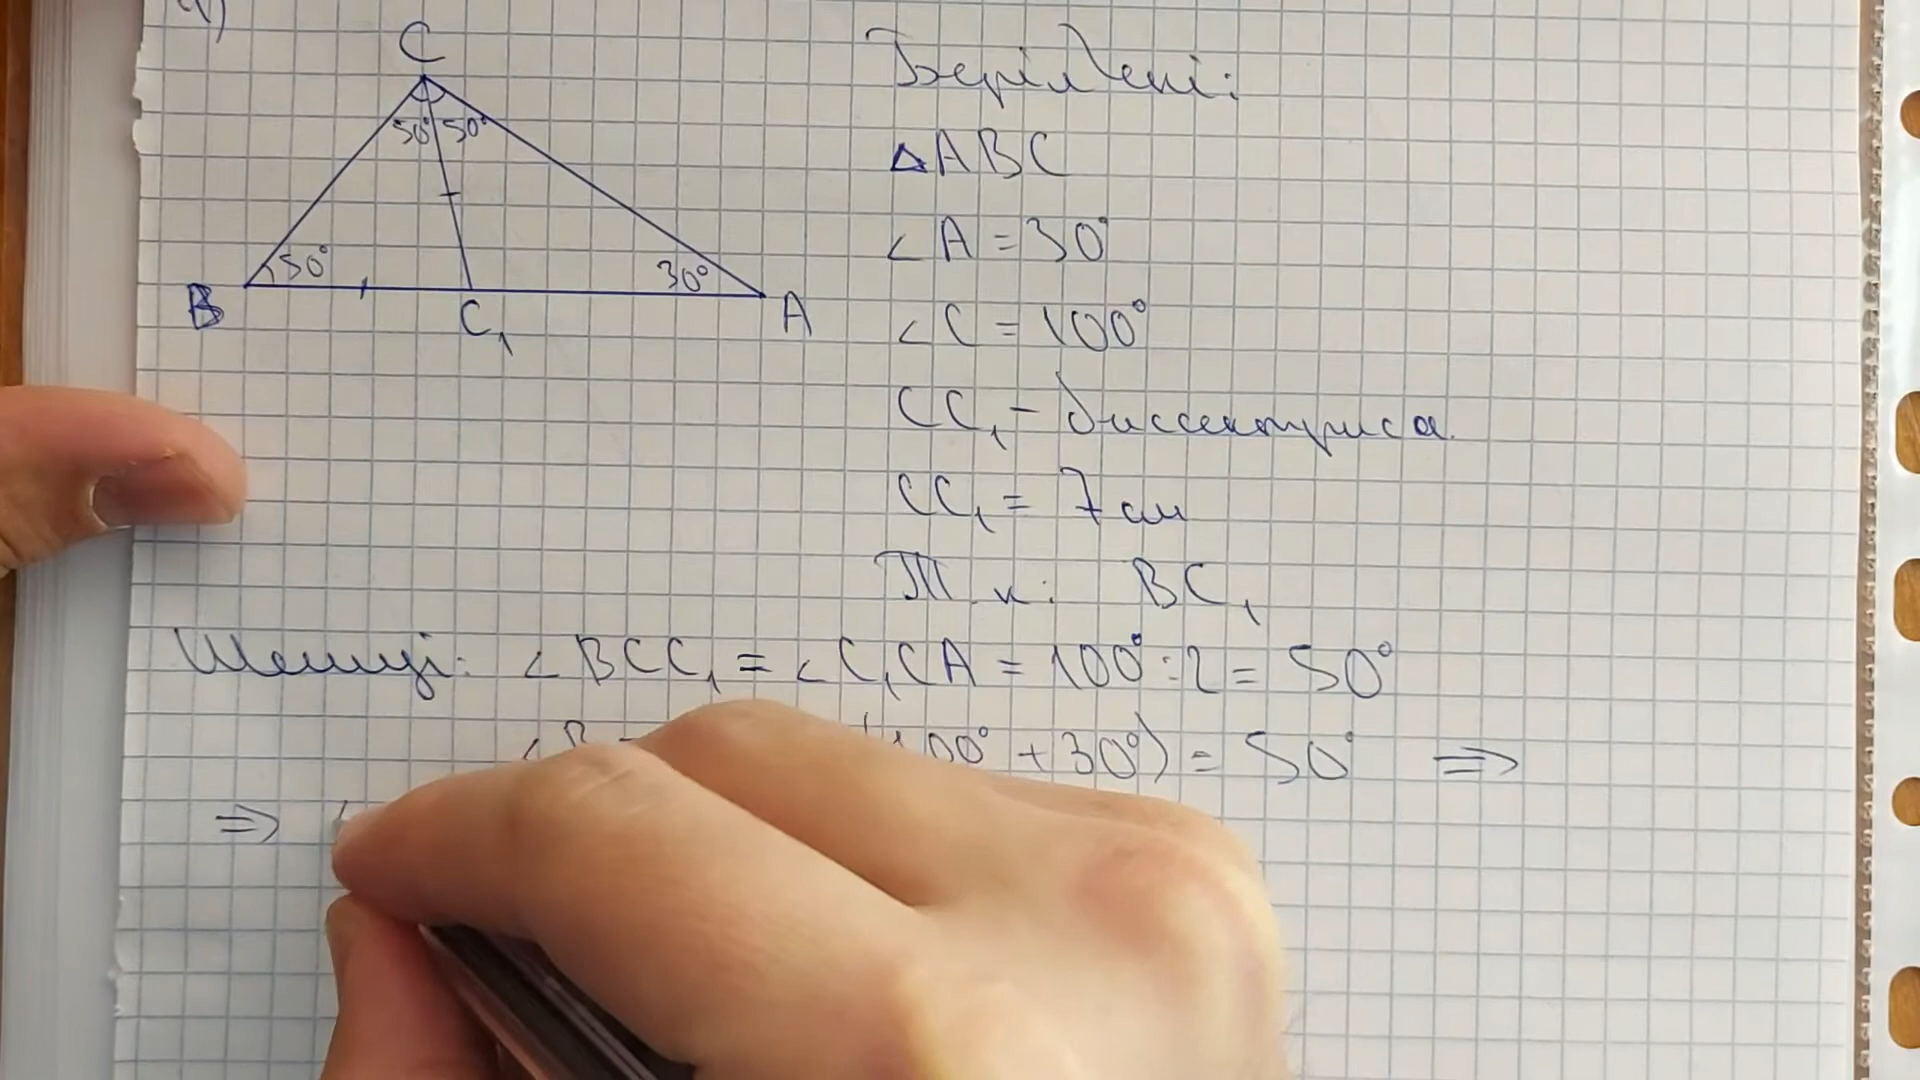 C
50° 50°
50°
30°
B
C₁
A
Берілгені:
△ABC
∠A = 30°
∠C = 100°
CC₁ - биссектриса.
CC₁ = 7 см
Т.к: BC₁
Шешуі: ∠BCC₁ = ∠C₁CA = 100° : 2 = 50°
∠B 100° + 30°) = 50° ⇒
⇒